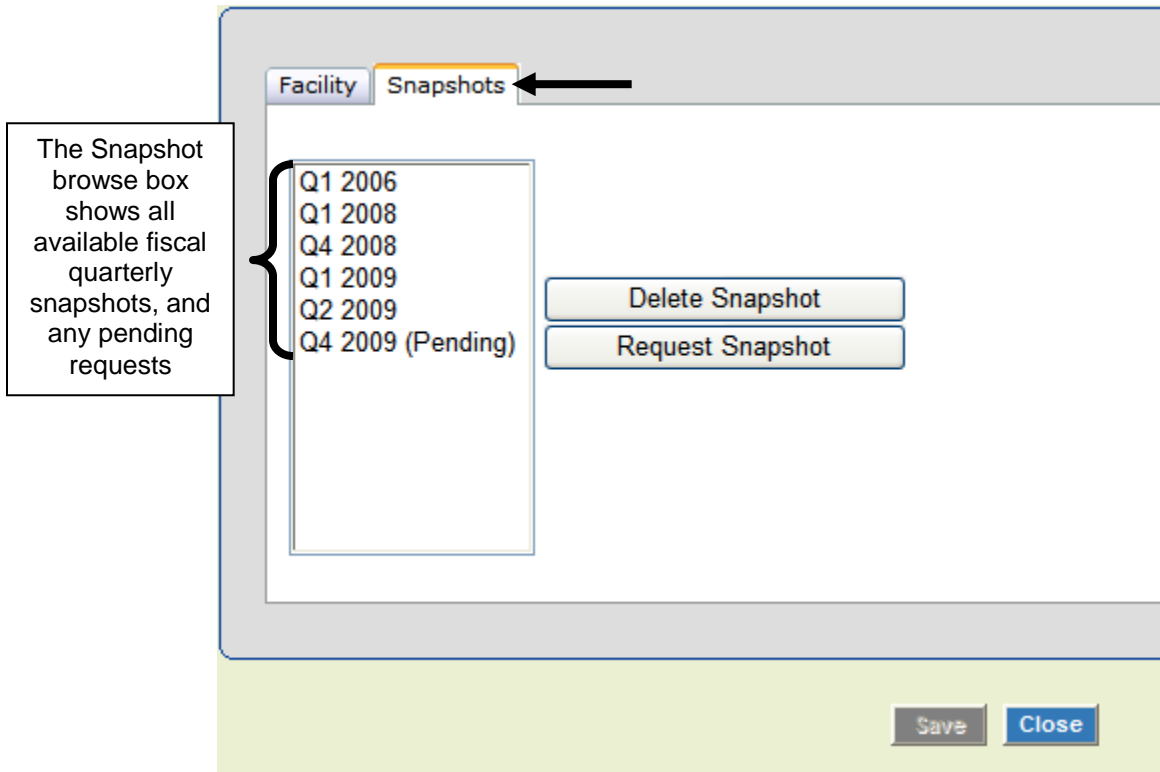 Facility
Snapshots
The Snapshot
browse box
shows all
available fiscal
quarterly
snapshots, and
any pending
requests
Q1 2006
Q1 2008
Q4 2008
Q1 2009
Q2 2009
Q4 2009 (Pending)
Delete Snapshot
Request Snapshot
Save
Close